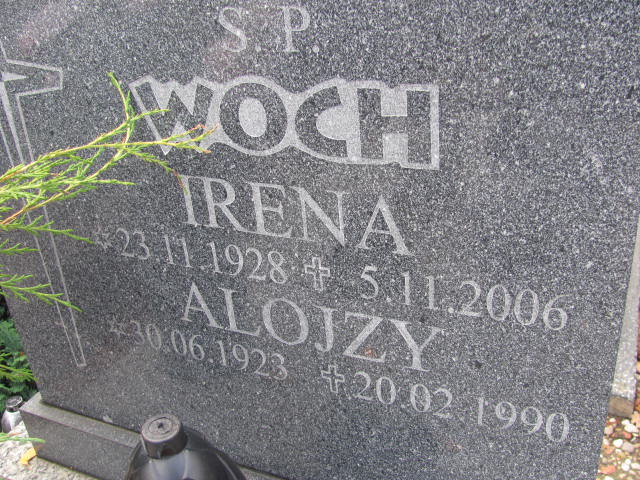 S.P.
WOCH
IRENA
*23.11.1928 ✝ 5.11.2006
ALOJZY
*30.06.1923 ✝ 20.02.1990